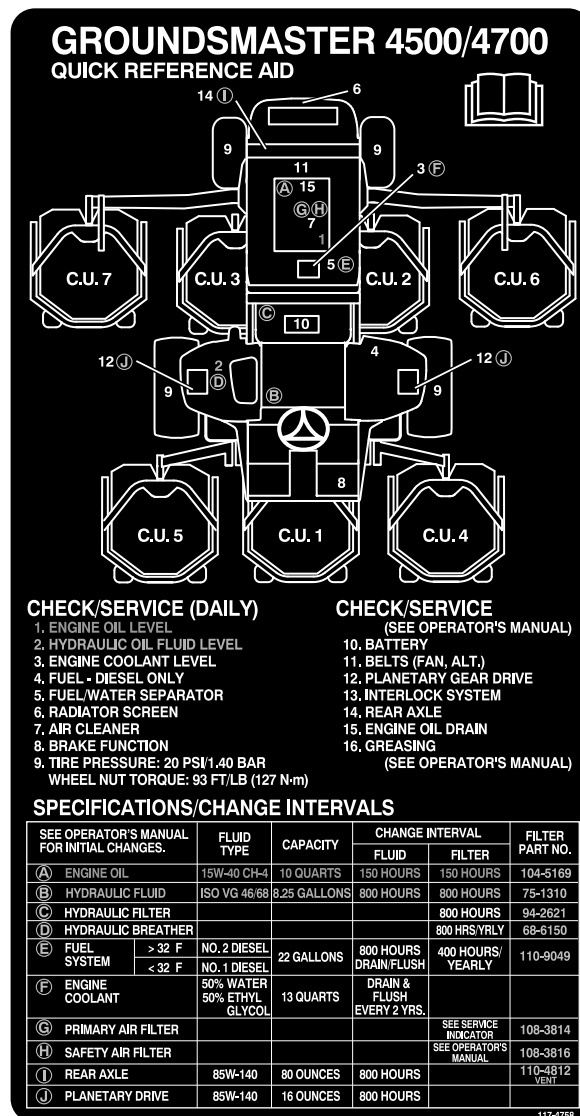 GROUNDSMASTER 4500/4700
QUICK REFERENCE AID
14 Ⓘ
6
9
9
11
3 Ⓕ
Ⓐ 15
Ⓖ Ⓗ
7
1
5 Ⓔ
C.U. 7
C.U. 3
C.U. 2
C.U. 6
Ⓒ
10
12 Ⓙ
2
4
12 Ⓙ
9
Ⓓ
9
Ⓑ
8
C.U. 5
C.U. 1
C.U. 4
CHECK/SERVICE (DAILY)
1. ENGINE OIL LEVEL
2. HYDRAULIC OIL FLUID LEVEL
3. ENGINE COOLANT LEVEL
4. FUEL - DIESEL ONLY
5. FUEL/WATER SEPARATOR
6. RADIATOR SCREEN
7. AIR CLEANER
8. BRAKE FUNCTION
9. TIRE PRESSURE: 20 PSI/1.40 BAR
WHEEL NUT TORQUE: 93 FT/LB (127 N·m)
CHECK/SERVICE
(SEE OPERATOR'S MANUAL)
10. BATTERY
11. BELTS (FAN, ALT.)
12. PLANETARY GEAR DRIVE
13. INTERLOCK SYSTEM
14. REAR AXLE
15. ENGINE OIL DRAIN
16. GREASING
(SEE OPERATOR'S MANUAL)
SPECIFICATIONS/CHANGE INTERVALS
SEE OPERATOR'S MANUAL FOR INITIAL CHANGES. FLUID TYPE CAPACITY CHANGE INTERVAL FLUID FILTER FILTER PART NO.
Ⓐ ENGINE OIL 15W-40 CH-4 10 QUARTS 150 HOURS 150 HOURS 104-5169
Ⓑ HYDRAULIC FLUID ISO VG 46/68 8.25 GALLONS 800 HOURS 800 HOURS 75-1310
Ⓒ HYDRAULIC FILTER 800 HOURS 94-2621
Ⓓ HYDRAULIC BREATHER 800 HRS/YRLY 68-6150
Ⓔ FUEL SYSTEM > 32 F NO. 2 DIESEL 22 GALLONS 800 HOURS DRAIN/FLUSH 400 HOURS/ YEARLY 110-9049
< 32 F NO. 1 DIESEL
Ⓕ ENGINE COOLANT 50% WATER 50% ETHYL GLYCOL 13 QUARTS DRAIN & FLUSH EVERY 2 YRS.
Ⓖ PRIMARY AIR FILTER SEE SERVICE INDICATOR 108-3814
Ⓗ SAFETY AIR FILTER SEE OPERATOR'S MANUAL 108-3816
Ⓘ REAR AXLE 85W-140 80 OUNCES 800 HOURS 110-4812 VENT
Ⓙ PLANETARY DRIVE 85W-140 16 OUNCES 800 HOURS
117-4758